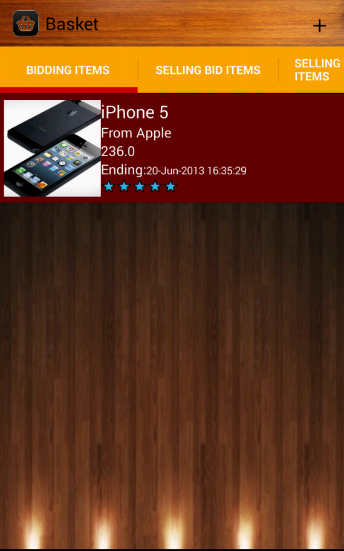 Basket
+
BIDDING ITEMS
SELLING BID ITEMS
SELLING
ITEMS
iPhone 5
From Apple
236.0
Ending:20-Jun-2013 16:35:29